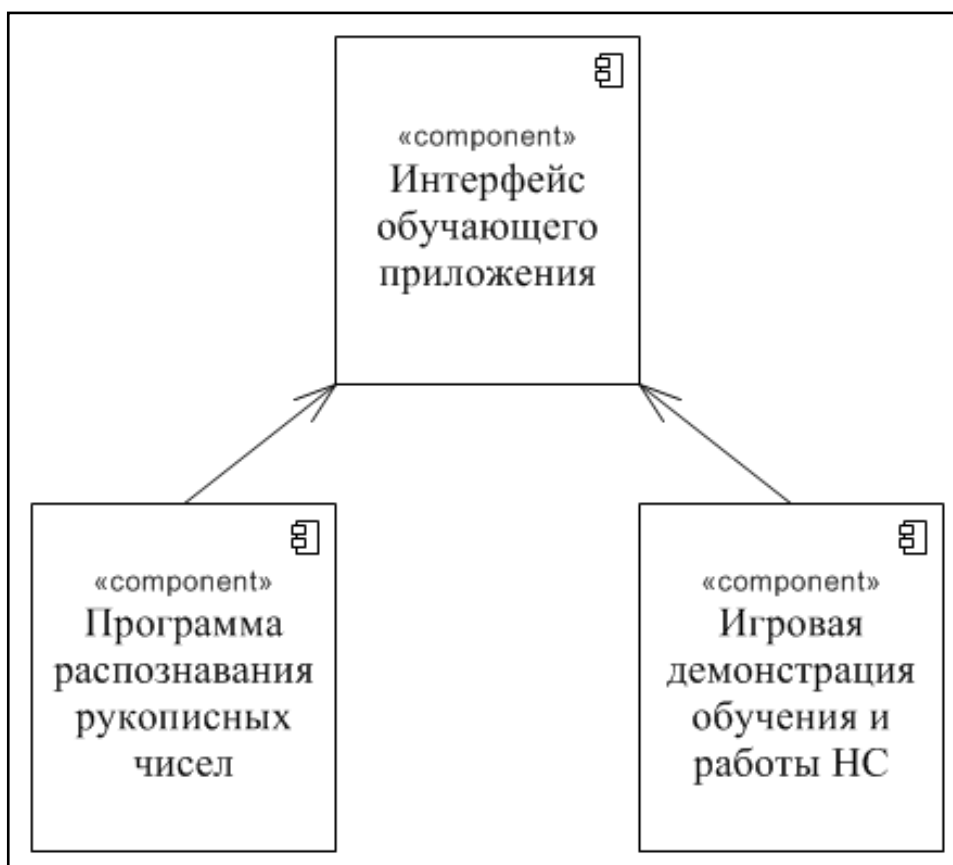 «component»
Интерфейс
обучающего
приложения
«component»
Программа
распознавания
рукописных
чисел
«component»
Игровая
демонстрация
обучения и
работы НС